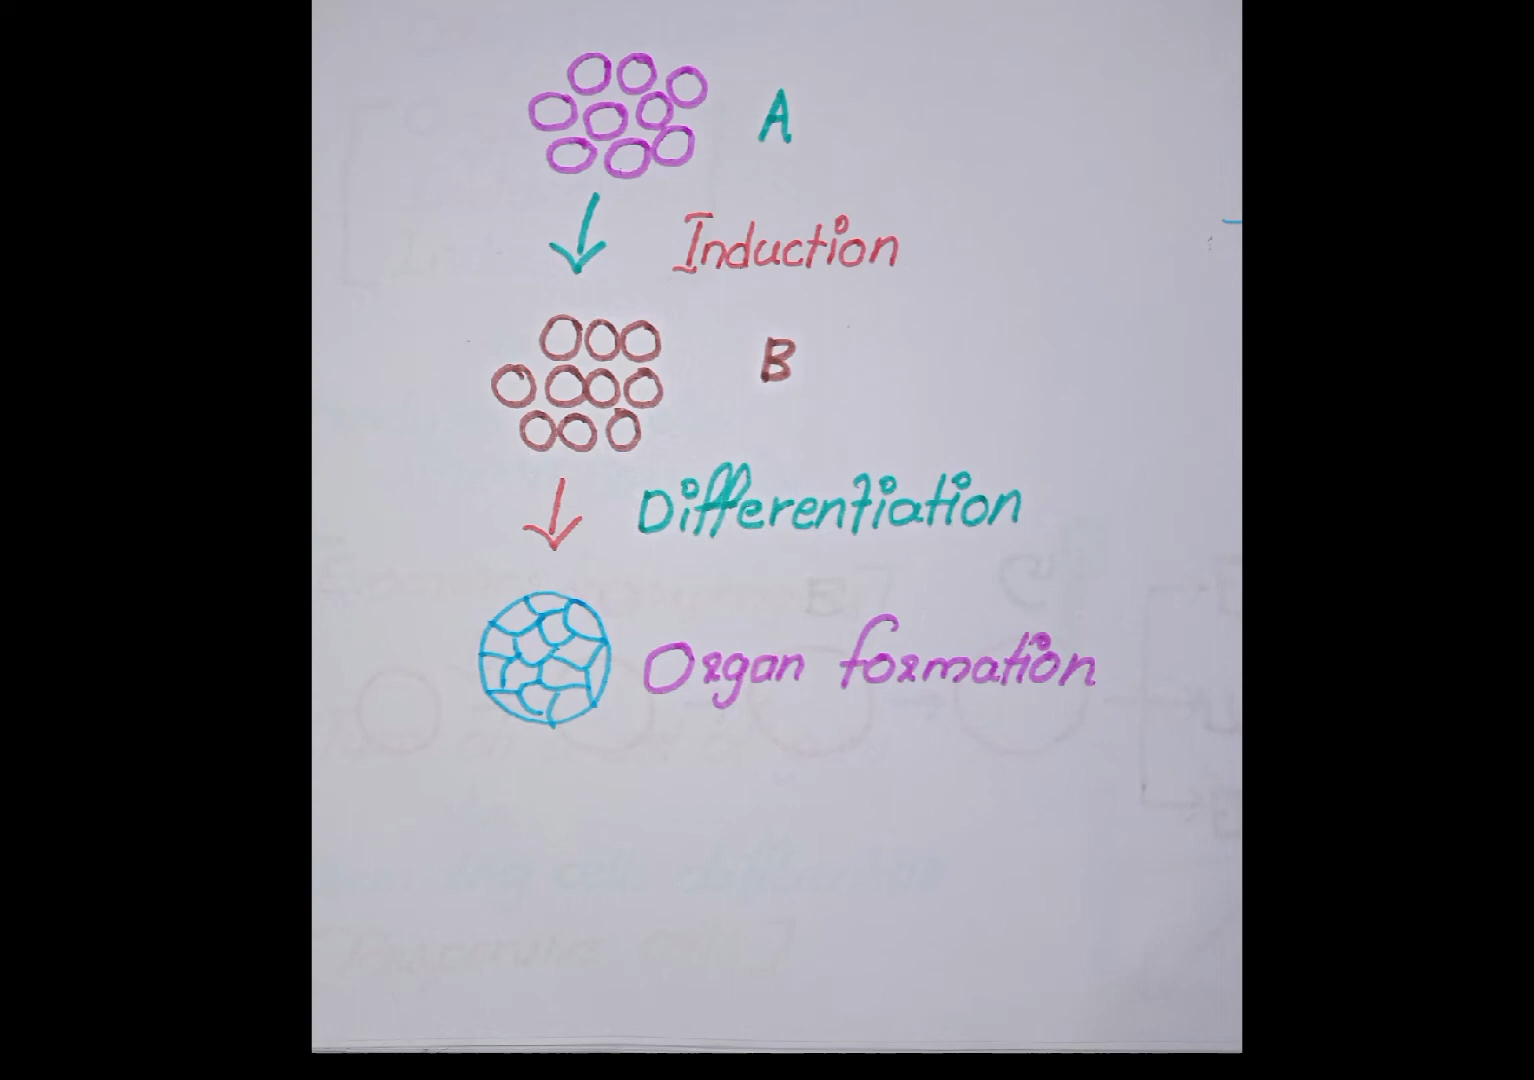 A
Induction
B
Differentiation
Organ formation